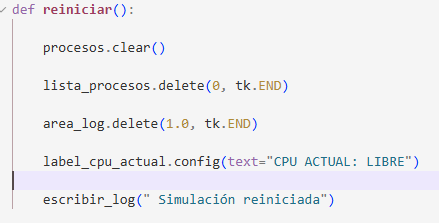 def reiniciar():
procesos.clear()
lista_procesos.delete(0, tk.END)
area_log.delete(1.0, tk.END)
label_cpu_actual.config(text="CPU ACTUAL: LIBRE")
escribir_log(" Simulación reiniciada")